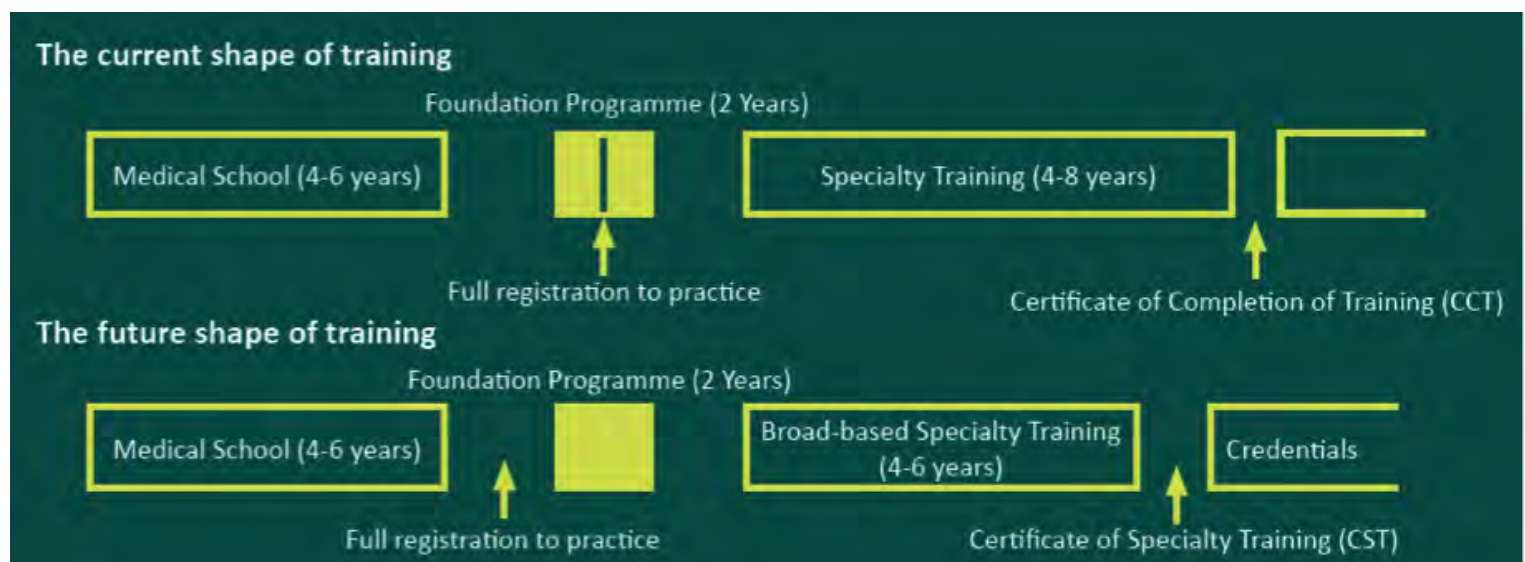 The current shape of training
Foundation Programme (2 Years)
Medical School (4-6 years)
Specialty Training (4-8 years)
Full registration to practice
Certificate of Completion of Training (CCT)
The future shape of training
Foundation Programme (2 Years)
Medical School (4-6 years)
Broad-based Specialty Training
(4-6 years)
Credentials
Full registration to practice
Certificate of Specialty Training (CST)